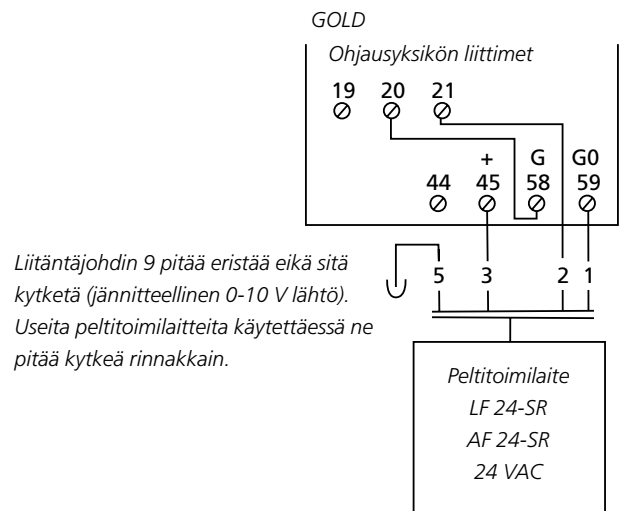 GOLD
Ohjausyksikön liittimet
19 20 21
+ G G0
44 45 58 59
Liitäntäjohdin 9 pitää eristää eikä sitä
kytketä (jännitteellinen 0-10 V lähtö).
Useita peltitoimilaitteita käytettäessä ne
pitää kytkeä rinnakkain.
5 3 2 1
Peltitoimilaite
LF 24-SR
AF 24-SR
24 VAC